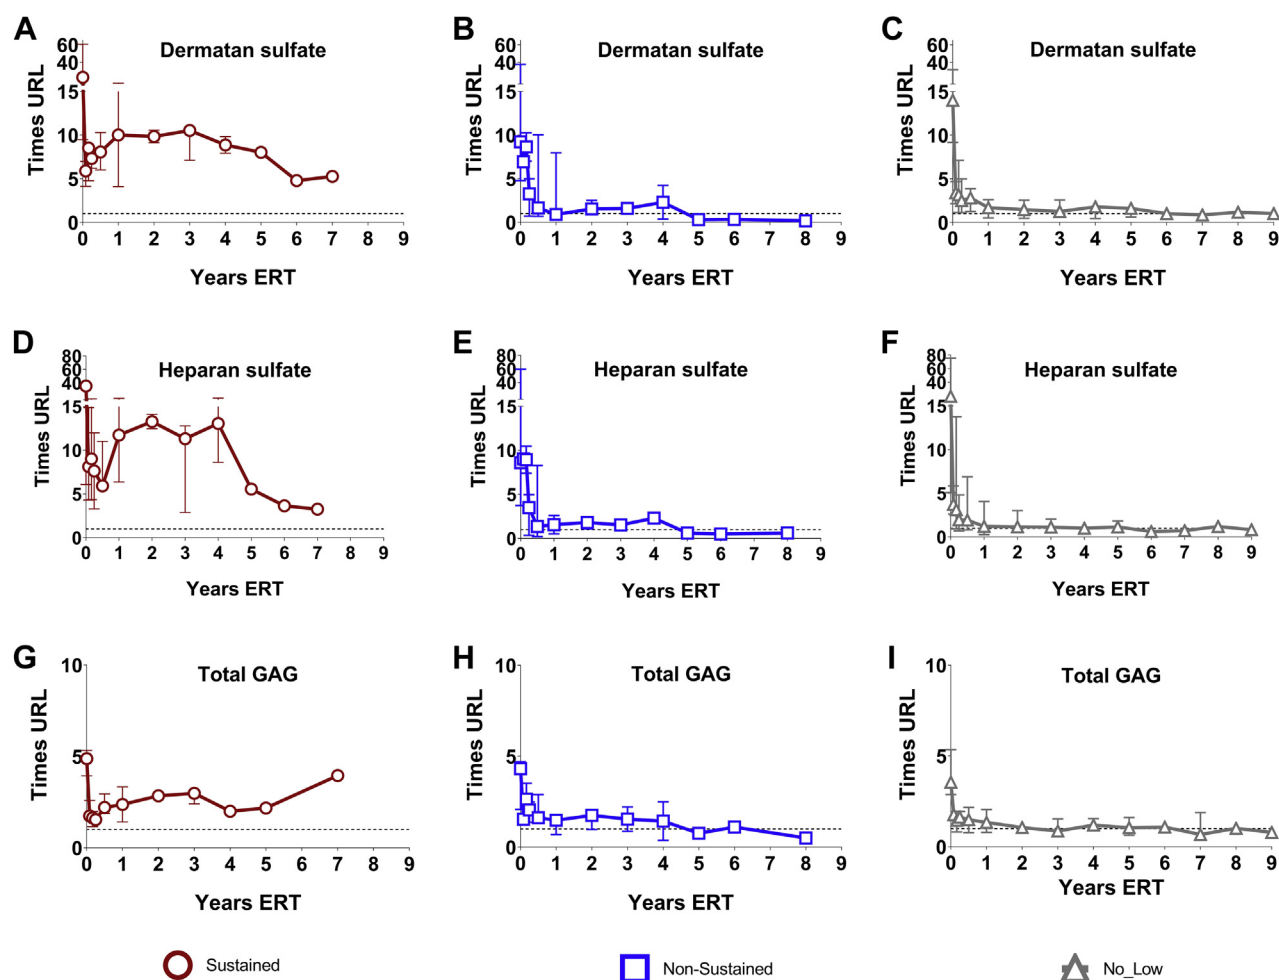 A
Dermatan sulfate
60
40
15
10
5
0
Times URL
0 1 2 3 4 5 6 7 8 9
Years ERT
B
Dermatan sulfate
60
40
15
10
5
0
Times URL
0 1 2 3 4 5 6 7 8 9
Years ERT
C
Dermatan sulfate
60
40
15
10
5
0
Times URL
0 1 2 3 4 5 6 7 8 9
Years ERT
D
Heparan sulfate
80
60
40
15
10
5
0
Times URL
0 1 2 3 4 5 6 7 8 9
Years ERT
E
Heparan sulfate
80
60
40
15
10
5
0
Times URL
0 1 2 3 4 5 6 7 8 9
Years ERT
F
Heparan sulfate
80
60
40
15
10
5
0
Times URL
0 1 2 3 4 5 6 7 8 9
Years ERT
G
Total GAG
10
5
0
Times URL
0 1 2 3 4 5 6 7 8 9
Years ERT
H
Total GAG
10
5
0
Times URL
0 1 2 3 4 5 6 7 8 9
Years ERT
I
Total GAG
10
5
0
Times URL
0 1 2 3 4 5 6 7 8 9
Years ERT
Sustained
Non-Sustained
No_Low